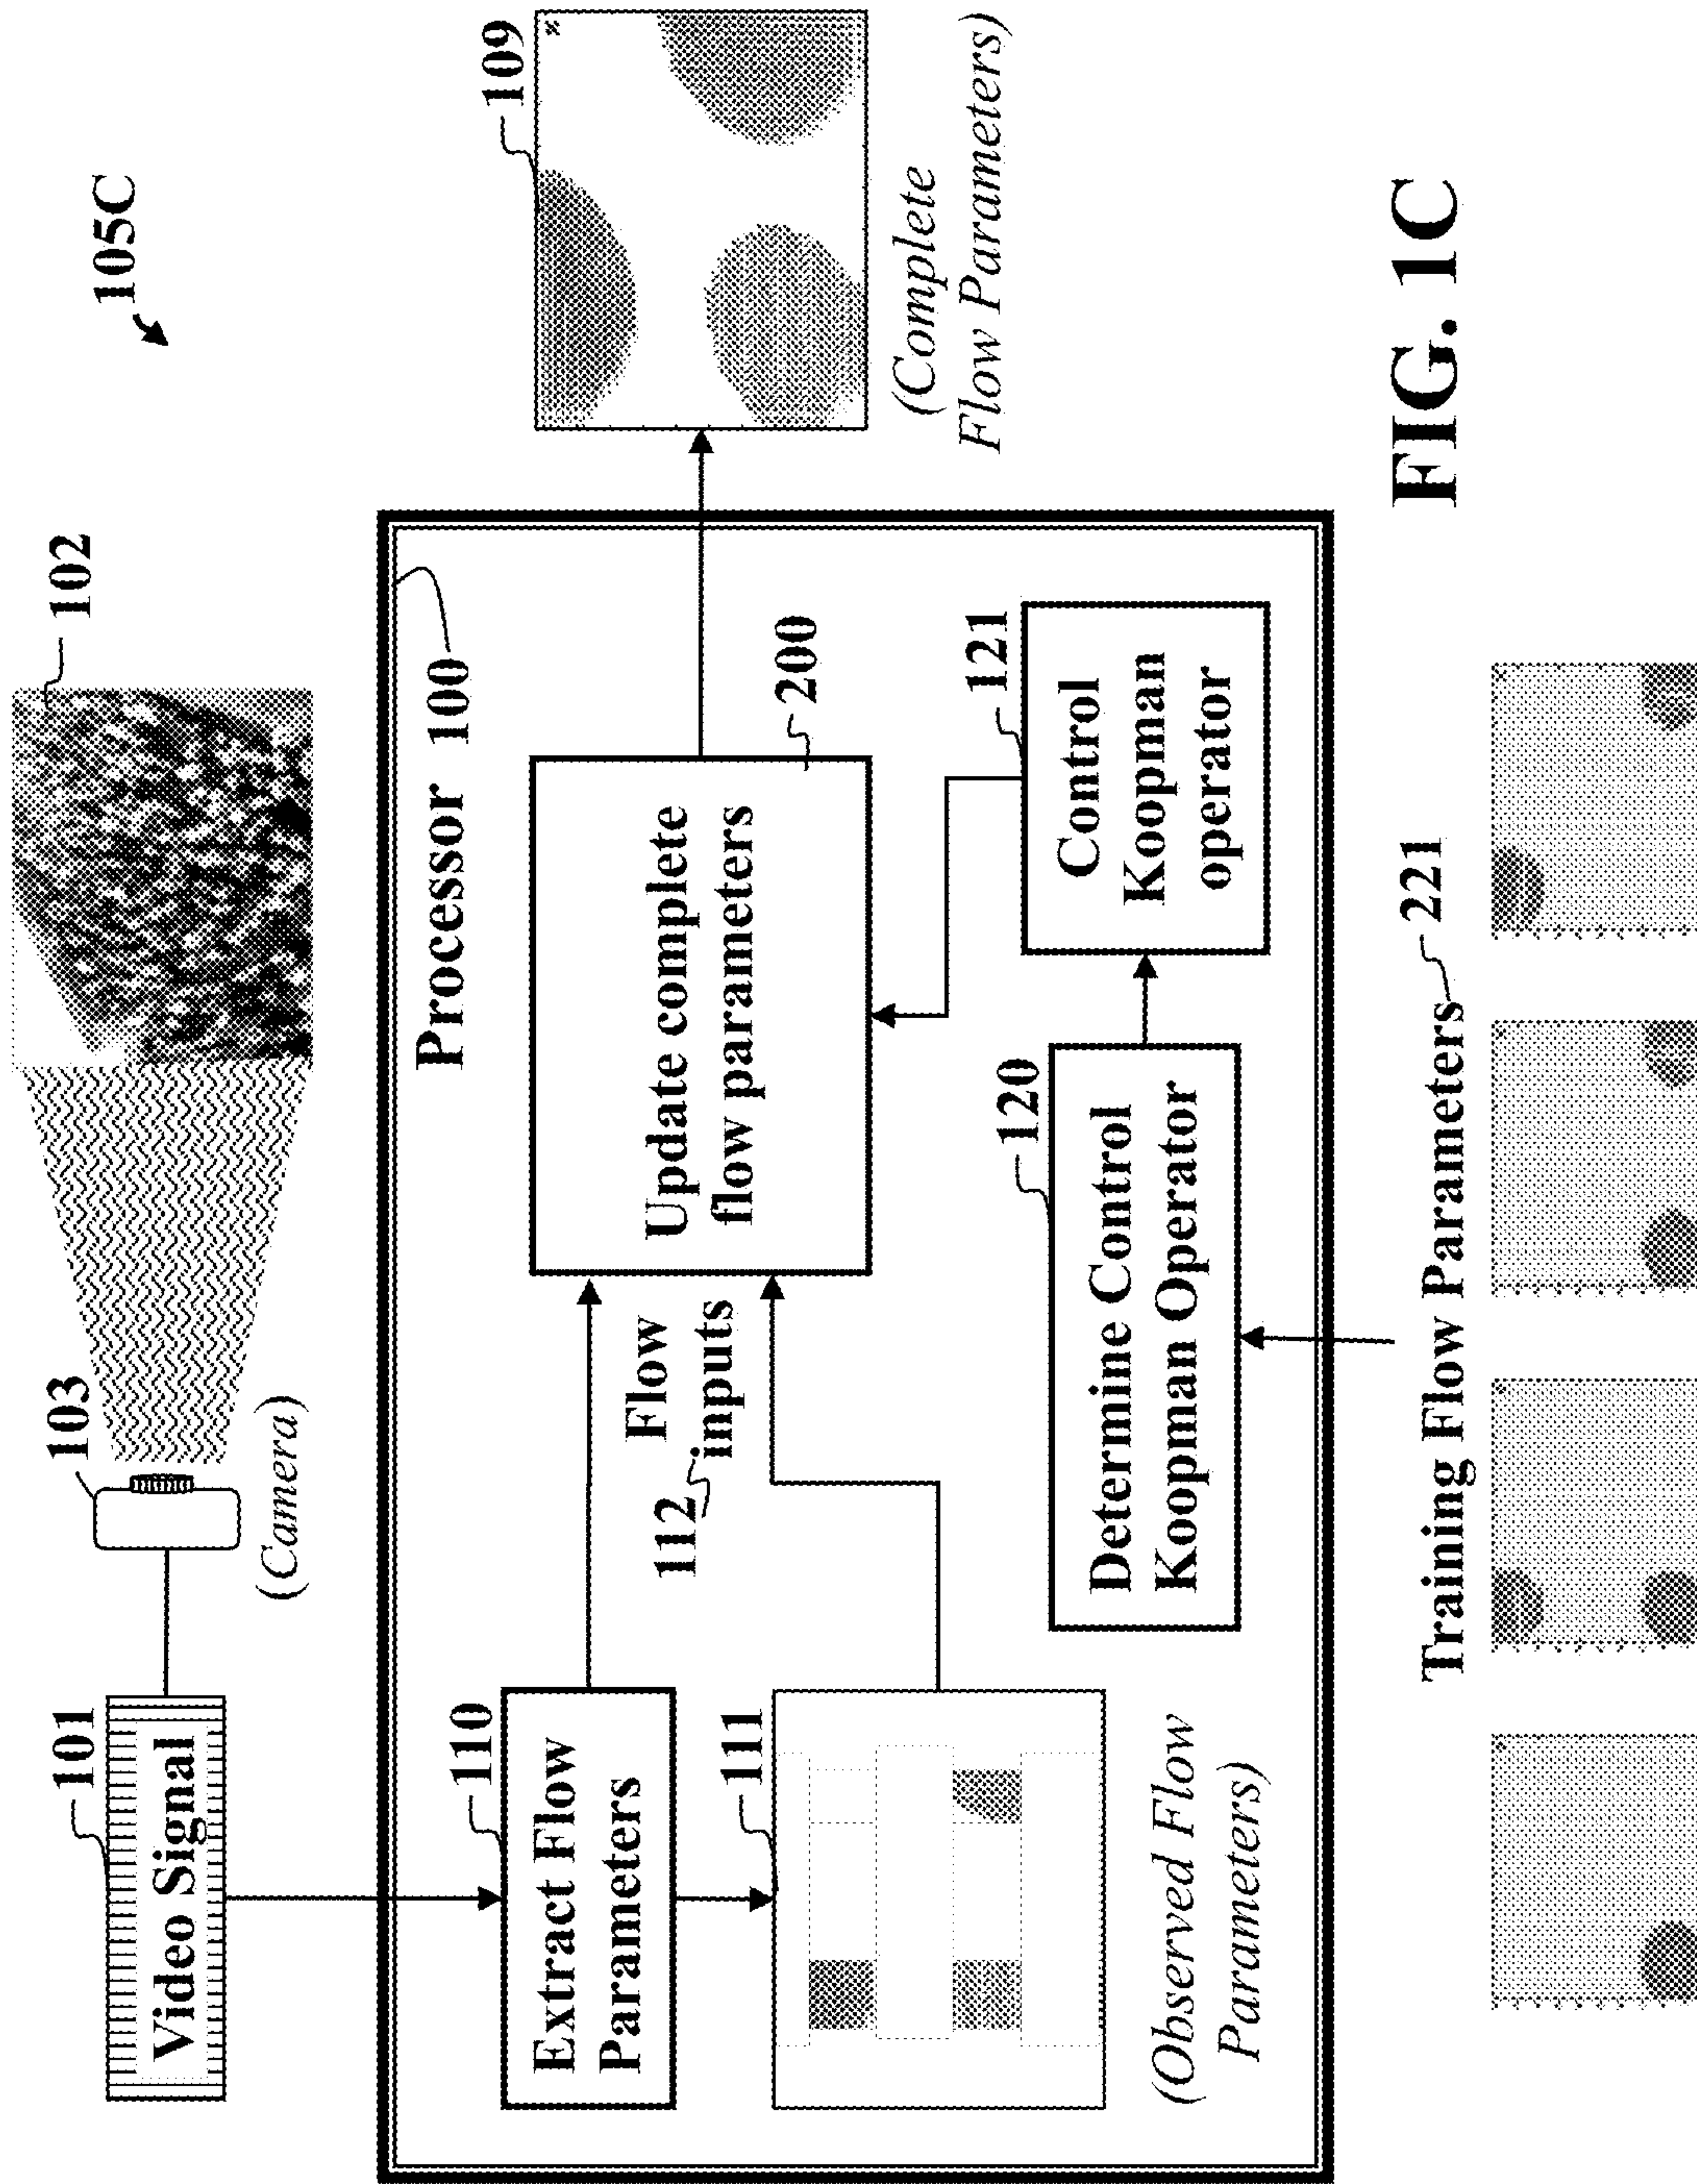 105C
101
Video Signal
103
(Camera)
102
Processor 100
110
Extract Flow
Parameters
111
(Observed Flow
Parameters)
Flow
112 inputs
Update complete
flow parameters
200
120
Determine Control
Koopman Operator
121
Control
Koopman
operator
109
(Complete
Flow Parameters)
Training Flow Parameters 221
FIG. 1C